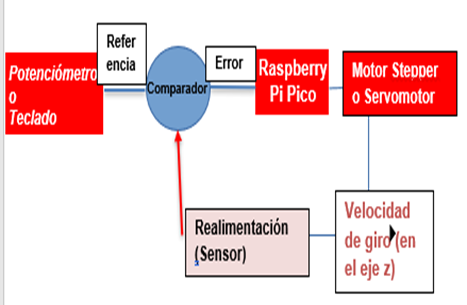 Refer
encia
Potenciómetro
o
Teclado
Comparador
Error
Raspberry
Pi Pico
Motor Stepper
o Servomotor
Realimentación
(Sensor)
Velocidad
de giro (en
el eje z)